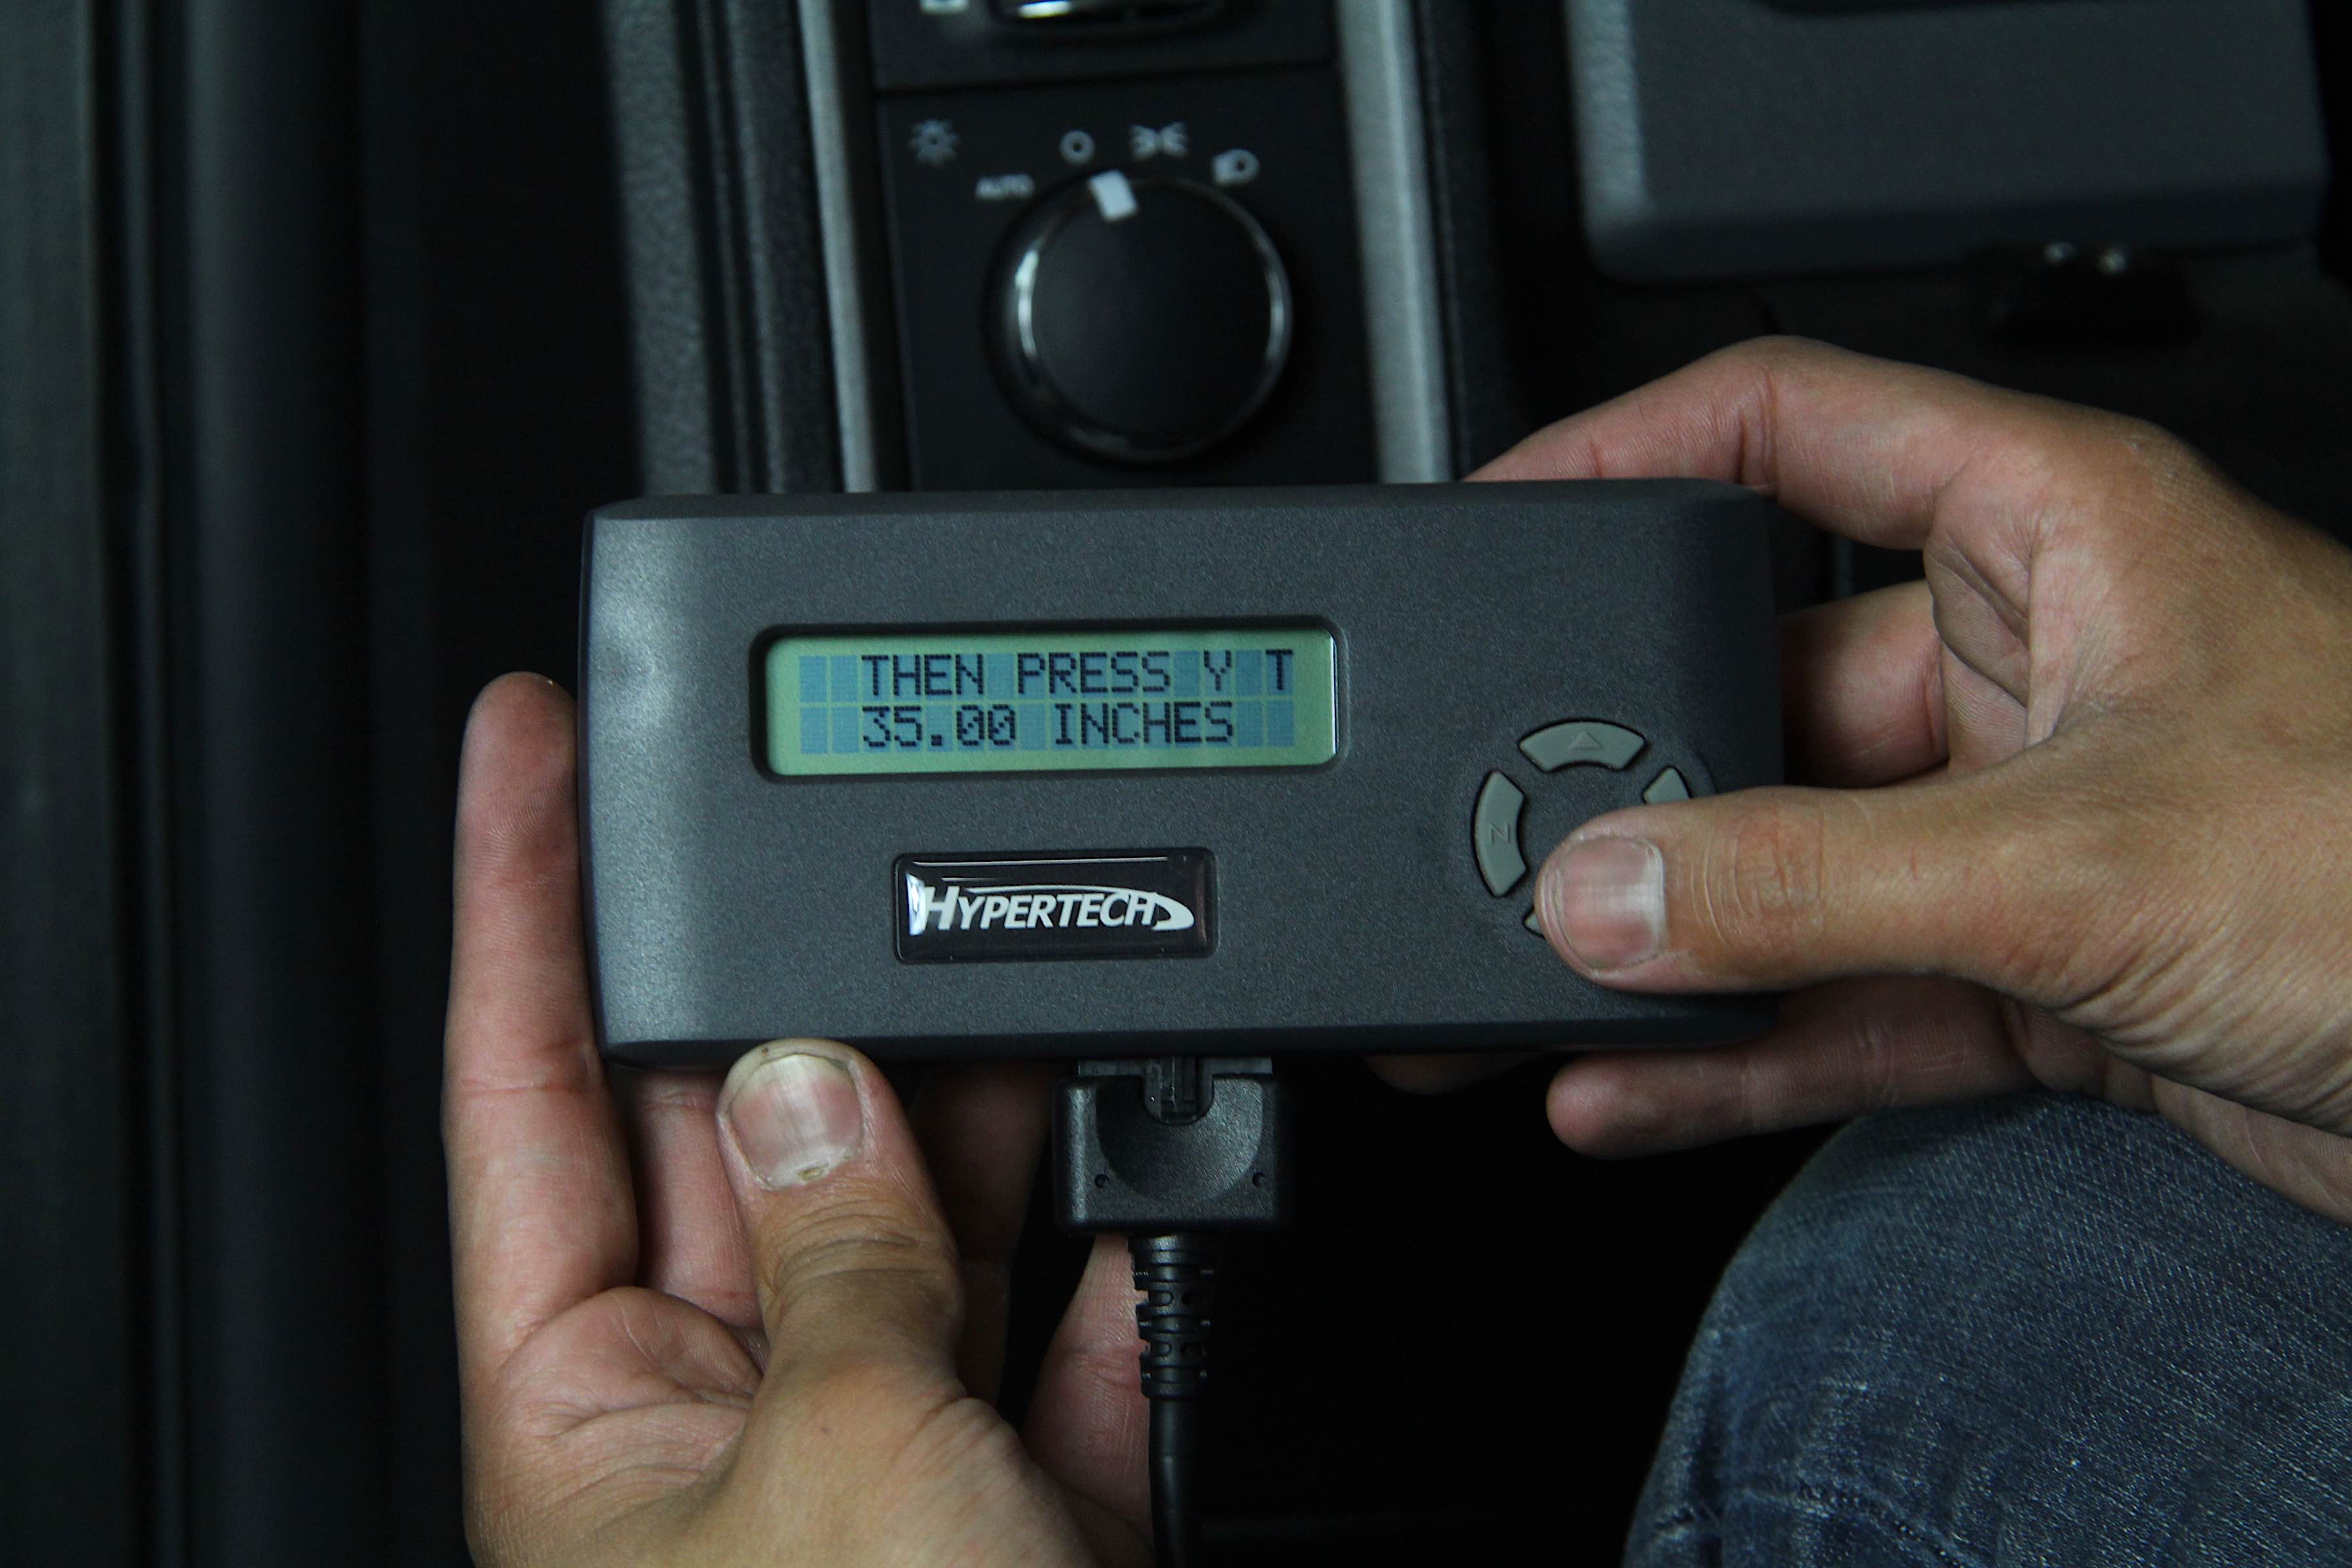 AUTO
THEN PRESS Y T
35.00 INCHES
N
HYPERTECH